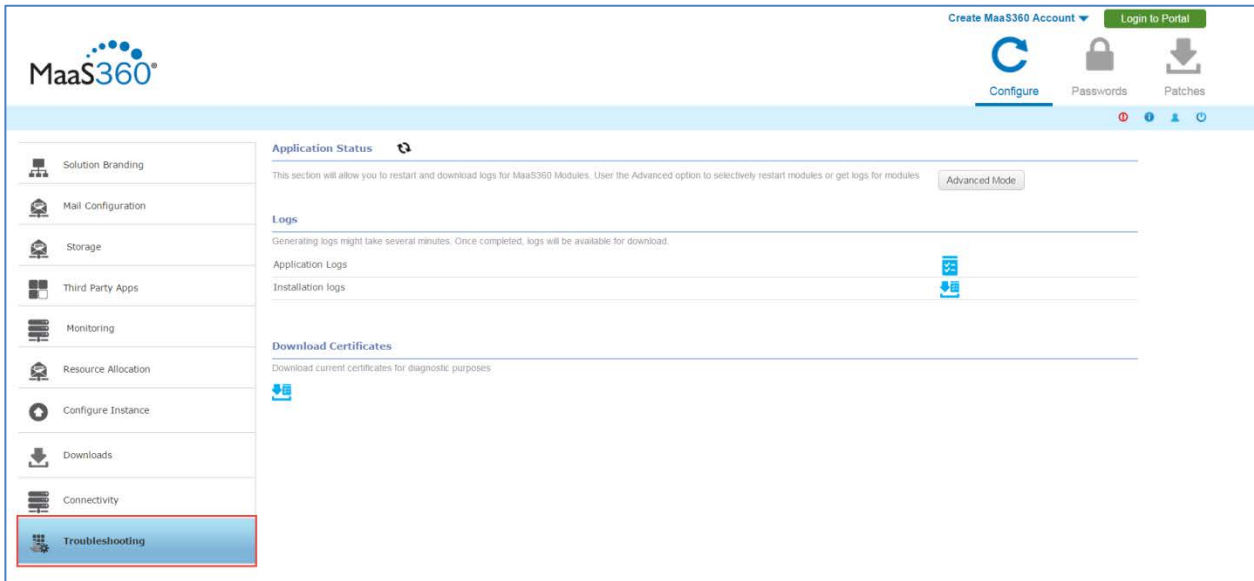 Create MaaS360 Account
Login to Portal
MaaS360®
Configure
Passwords
Patches
Solution Branding
Mail Configuration
Storage
Third Party Apps
Monitoring
Resource Allocation
Configure Instance
Downloads
Connectivity
Troubleshooting
Application Status
This section will allow you to restart and download logs for MaaS360 Modules. User the Advanced option to selectively restart modules or get logs for modules
Advanced Mode
Logs
Generating logs might take several minutes. Once completed, logs will be available for download.
Application Logs
Installation logs
Download Certificates
Download current certificates for diagnostic purposes